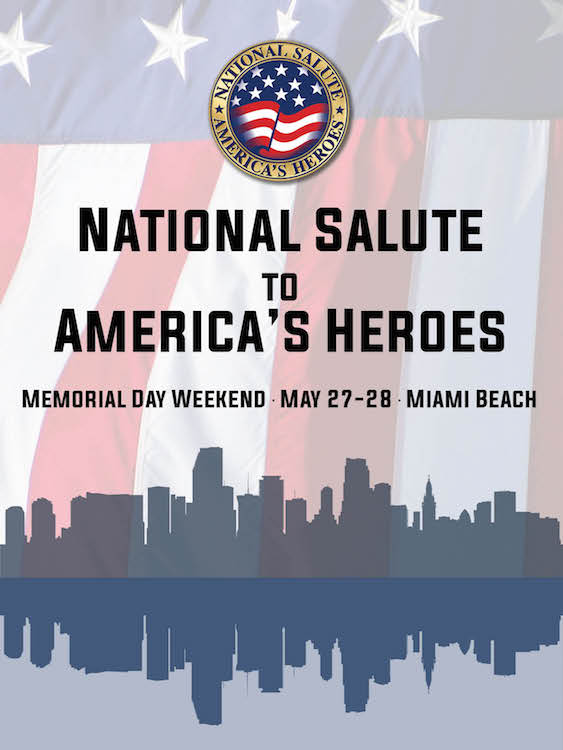 NATIONAL SALUTE
AMERICA'S HEROES
NATIONAL SALUTE
TO
AMERICA'S HEROES
MEMORIAL DAY WEEKEND · MAY 27-28 · MIAMI BEACH